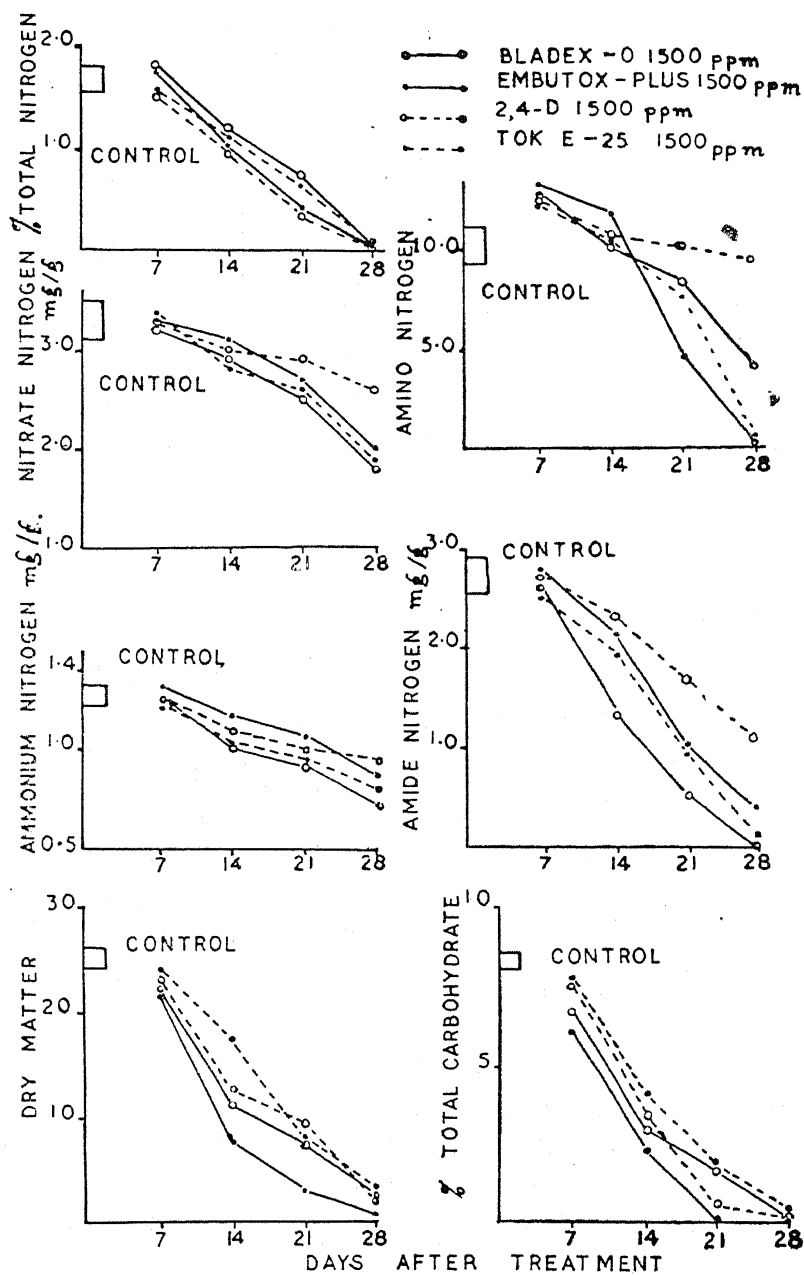 BLADEX -O 1500 ppm
EMBUTOX-PLUS 1500 ppm
2,4-D 1500 ppm
TOK E-25 1500 ppm
% TOTAL NITROGEN
2.0
1.0
CONTROL
7 14 21 28
AMINO NITROGEN
10.0
5.0
CONTROL
7 14 21 28
NITRATE NITROGEN mg/g
3.0
2.0
1.0
CONTROL
7 14 21 28
AMMONIUM NITROGEN mg/g.
1.4
1.0
0.5
CONTROL
7 14 21 28
AMIDE NITROGEN mg/g
3.0
2.0
1.0
CONTROL
7 14 21 28
DRY MATTER
30
20
10
CONTROL
7 14 21 28
% TOTAL CARBOHYDRATE
10
5
CONTROL
7 14 21 28
DAYS AFTER TREATMENT